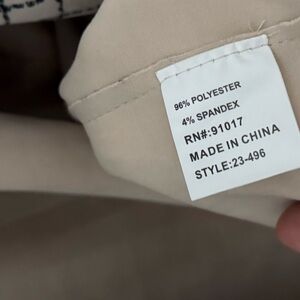 96% POLYESTER
4% SPANDEX
RN#:91017
MADE IN CHINA
STYLE:23-496